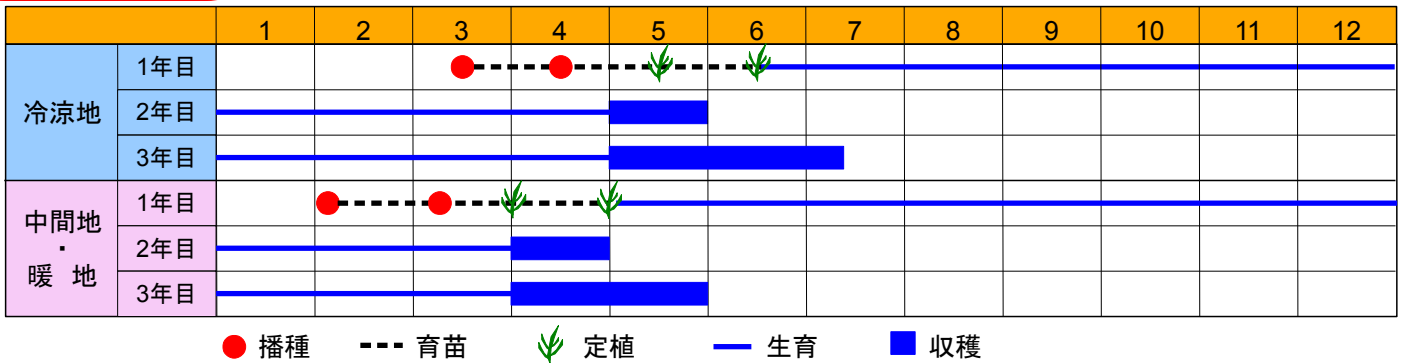 1 2 3 4 5 6 7 8 9 10 11 12
冷涼地
1年目
2年目
3年目
中間地
・
暖 地
1年目
2年目
3年目
播種 育苗 定植 生育 収穫